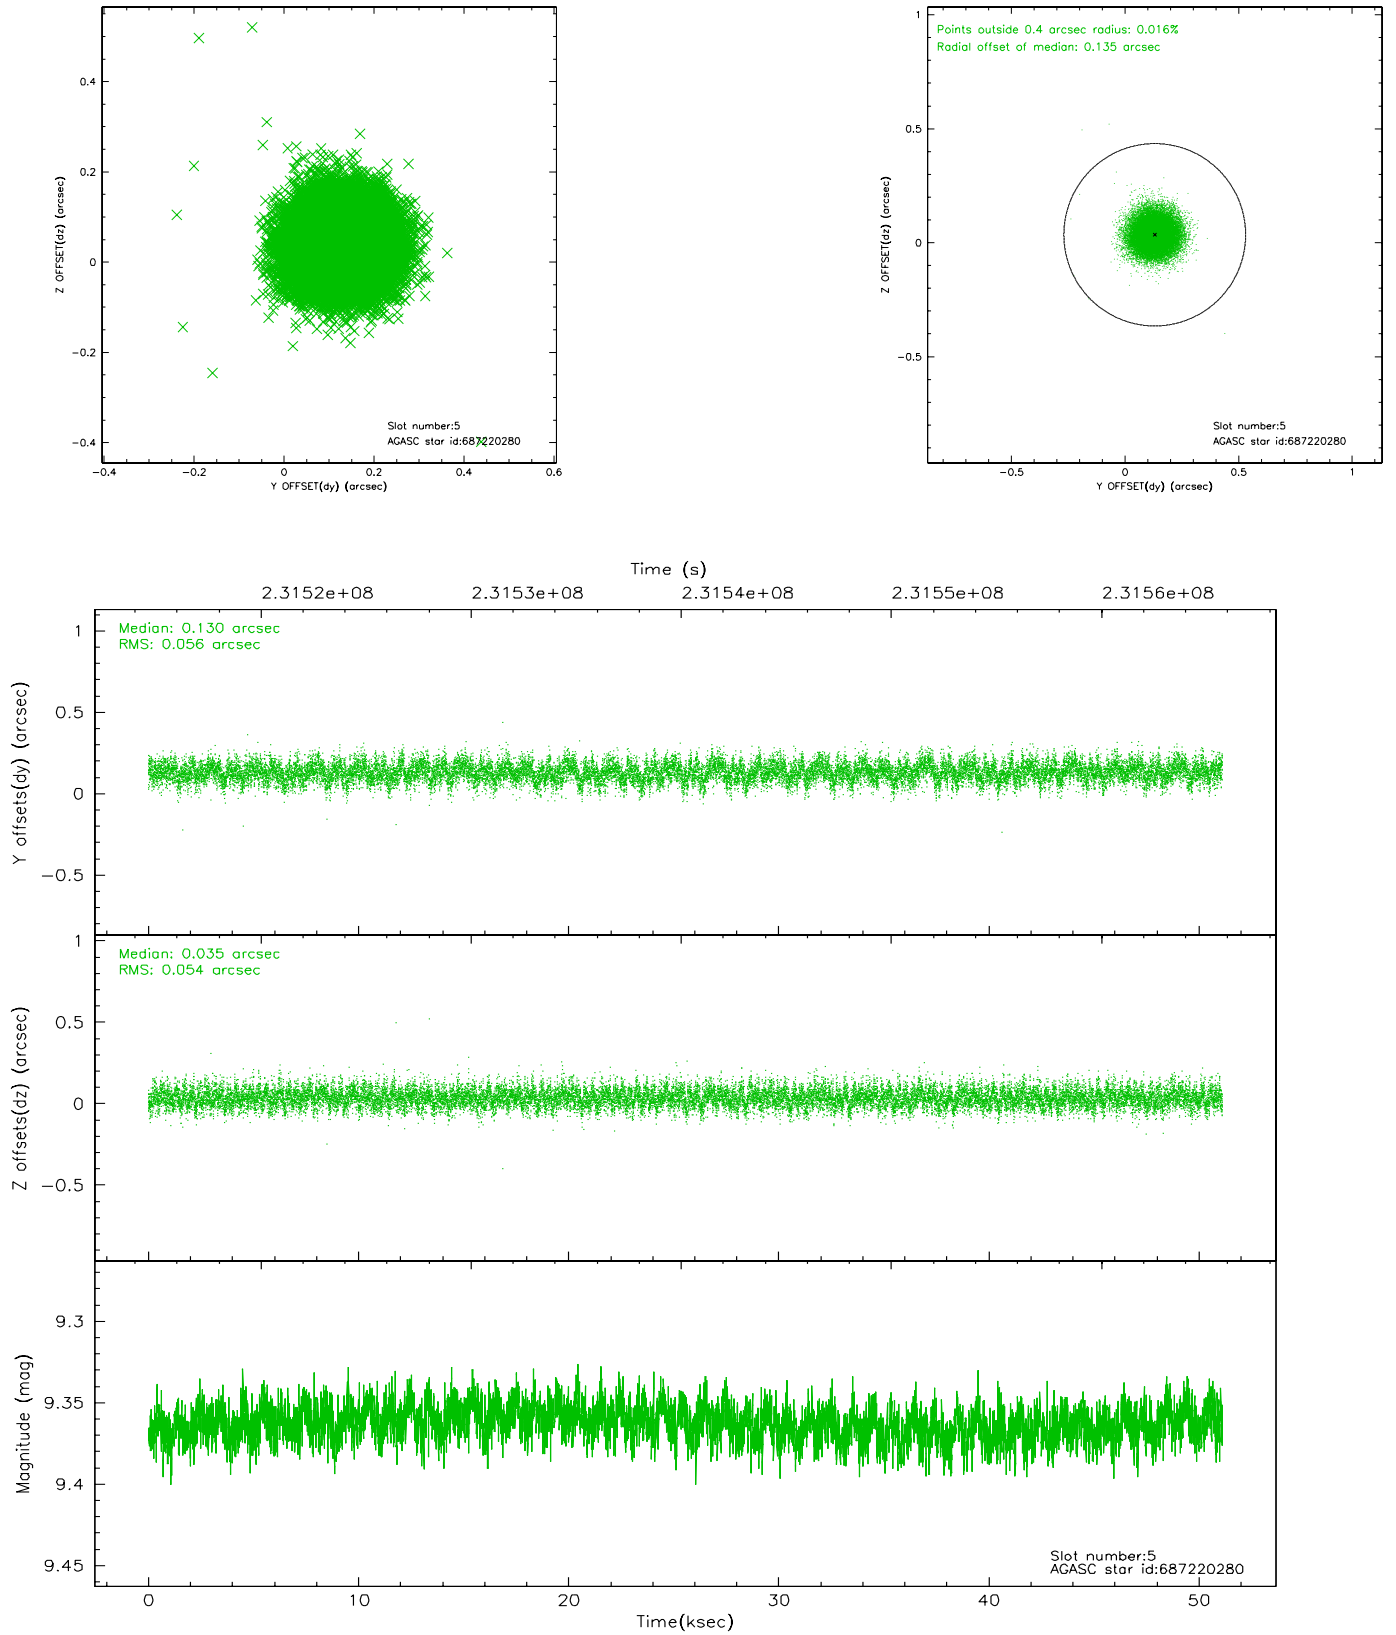 0.4
0.2
0
−0.2
−0.4
Z OFFSET(dz) (arcsec)
Slot number:5
AGASC star id:687220280
−0.4 −0.2 0 0.2 0.4 0.6
Y OFFSET(dy) (arcsec)
Points outside 0.4 arcsec radius: 0.016%
Radial offset of median: 0.135 arcsec
1
0.5
0
−0.5
Z OFFSET(dz) (arcsec)
Slot number:5
AGASC star id:687220280
−0.5 0 0.5 1
Y OFFSET(dy) (arcsec)
Time (s)
2.3152e+08 2.3153e+08 2.3154e+08 2.3155e+08 2.3156e+08
Median: 0.130 arcsec
RMS: 0.056 arcsec
1
0.5
0
−0.5
Y offsets(dy) (arcsec)
Median: 0.035 arcsec
RMS: 0.054 arcsec
1
0.5
0
−0.5
Z offsets(dz) (arcsec)
9.3
9.35
9.4
9.45
Magnitude (mag)
Slot number:5
AGASC star id:687220280
0 10 20 30 40 50
Time(ksec)